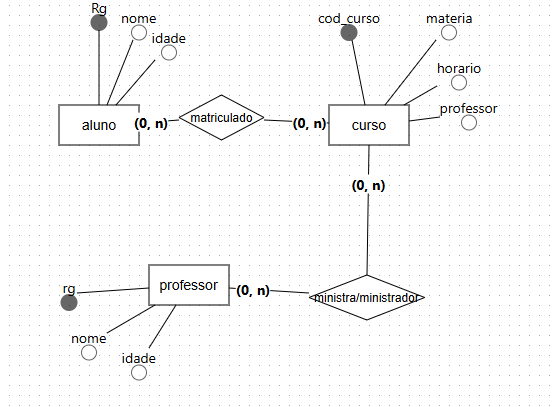 Rg
nome
idade
cod_curso
materia
horario
professor
aluno
(0, n)
matriculado
(0, n)
curso
(0, n)
professor
(0, n)
ministra/ministrador
rg
nome
idade